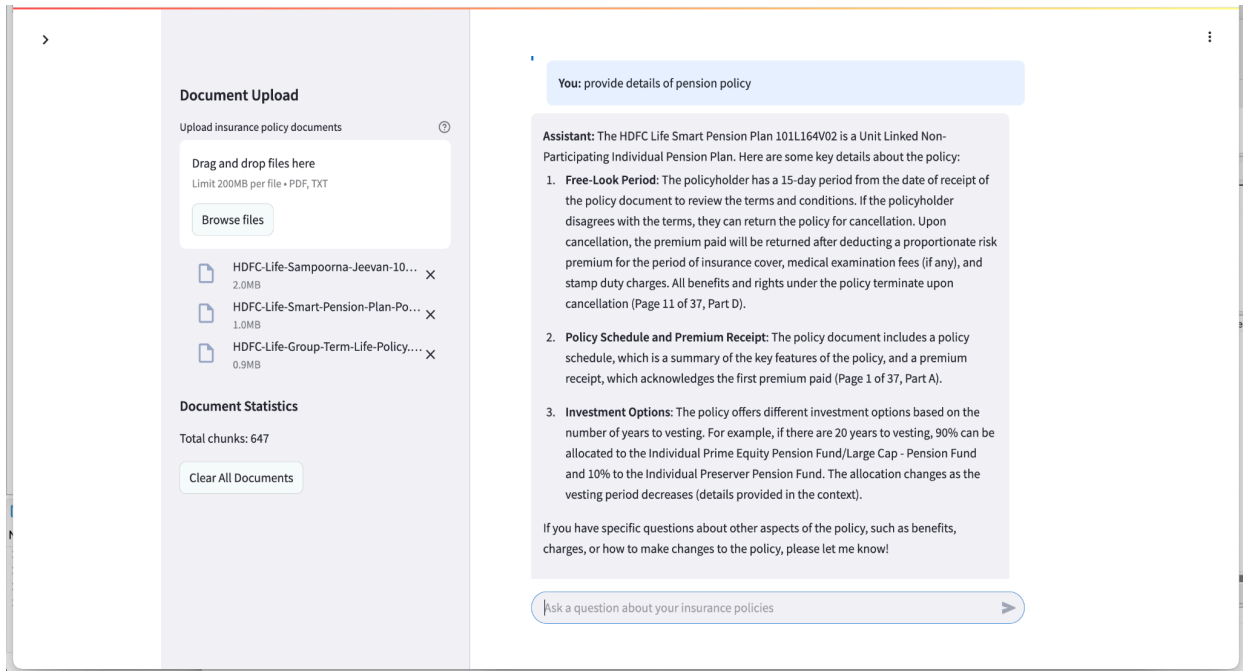 Document Upload
Upload insurance policy documents
Drag and drop files here
Limit 200MB per file • PDF, TXT
Browse files
HDFC-Life-Sampoorna-Jeevan-10...
2.0MB
HDFC-Life-Smart-Pension-Plan-Po...
1.0MB
HDFC-Life-Group-Term-Life-Policy....
0.9MB
Document Statistics
Total chunks: 647
Clear All Documents
You: provide details of pension policy
Assistant: The HDFC Life Smart Pension Plan 101L164V02 is a Unit Linked Non-
Participating Individual Pension Plan. Here are some key details about the policy:
1. Free-Look Period: The policyholder has a 15-day period from the date of receipt of
the policy document to review the terms and conditions. If the policyholder
disagrees with the terms, they can return the policy for cancellation. Upon
cancellation, the premium paid will be returned after deducting a proportionate risk
premium for the period of insurance cover, medical examination fees (if any), and
stamp duty charges. All benefits and rights under the policy terminate upon
cancellation (Page 11 of 37, Part D).
2. Policy Schedule and Premium Receipt: The policy document includes a policy
schedule, which is a summary of the key features of the policy, and a premium
receipt, which acknowledges the first premium paid (Page 1 of 37, Part A).
3. Investment Options: The policy offers different investment options based on the
number of years to vesting. For example, if there are 20 years to vesting, 90% can be
allocated to the Individual Prime Equity Pension Fund/Large Cap - Pension Fund
and 10% to the Individual Preserver Pension Fund. The allocation changes as the
vesting period decreases (details provided in the context).
If you have specific questions about other aspects of the policy, such as benefits,
charges, or how to make changes to the policy, please let me know!
Ask a question about your insurance policies